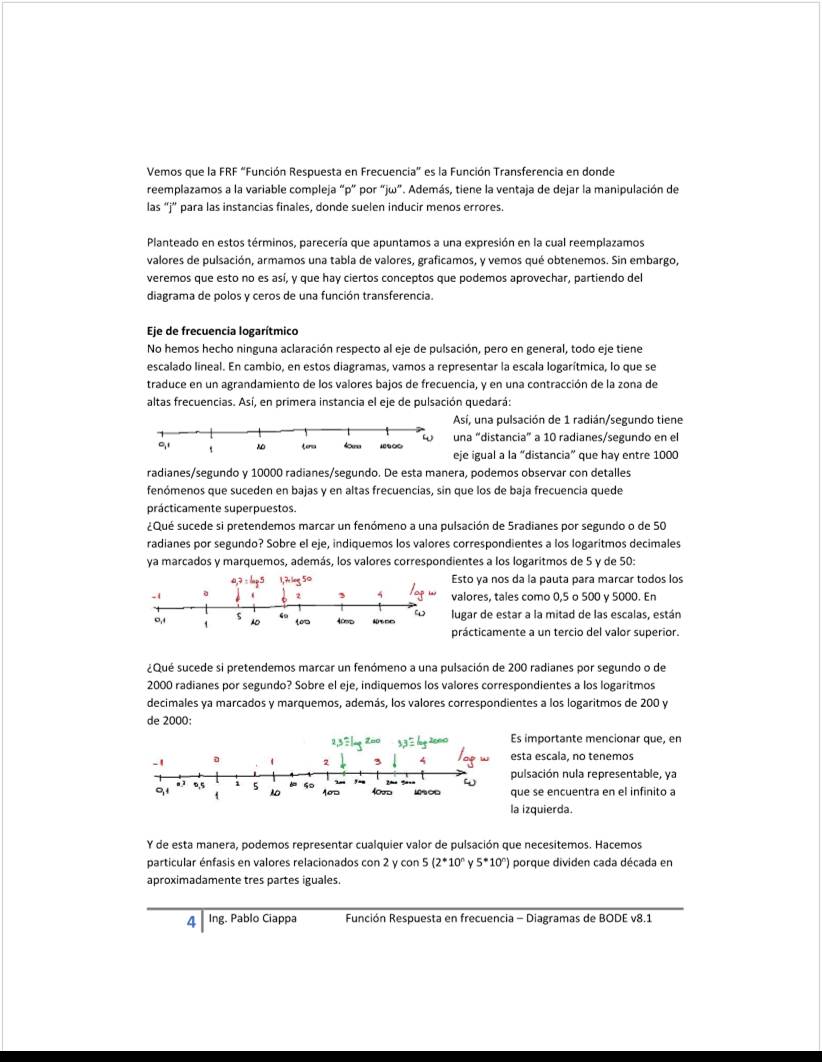 Vemos que la FRF “Función Respuesta en Frecuencia” es la Función Transferencia en donde
reemplazamos a la variable compleja “p” por “jω”. Además, tiene la ventaja de dejar la manipulación de
las “j” para las instancias finales, donde suelen inducir menos errores.
Planteado en estos términos, parecería que apuntamos a una expresión en la cual reemplazamos
valores de pulsación, armamos una tabla de valores, graficamos, y vemos qué obtenemos. Sin embargo,
veremos que esto no es así, y que hay ciertos conceptos que podemos aprovechar, partiendo del
diagrama de polos y ceros de una función transferencia.
Eje de frecuencia logarítmico
No hemos hecho ninguna aclaración respecto al eje de pulsación, pero en general, todo eje tiene
escalado lineal. En cambio, en estos diagramas, vamos a representar la escala logarítmica, lo que se
traduce en un agrandamiento de los valores bajos de frecuencia, y en una contracción de la zona de
altas frecuencias. Así, en primera instancia el eje de pulsación quedará:
0,1 1 10 100 1000 10000 ω
Así, una pulsación de 1 radián/segundo tiene
una “distancia” a 10 radianes/segundo en el
eje igual a la “distancia” que hay entre 1000
radianes/segundo y 10000 radianes/segundo. De esta manera, podemos observar con detalles
fenómenos que suceden en bajas y en altas frecuencias, sin que los de baja frecuencia quede
prácticamente superpuestos.
¿Qué sucede si pretendemos marcar un fenómeno a una pulsación de 5radianes por segundo o de 50
radianes por segundo? Sobre el eje, indiquemos los valores correspondientes a los logaritmos decimales
ya marcados y marquemos, además, los valores correspondientes a los logaritmos de 5 y de 50:
0,7 = log 5 1,7 = log 50
-1 0 1 2 3 4 log ω
0,1 1 5 10 50 100 1000 10000 ω
Esto ya nos da la pauta para marcar todos los
valores, tales como 0,5 o 500 y 5000. En
lugar de estar a la mitad de las escalas, están
prácticamente a un tercio del valor superior.
¿Qué sucede si pretendemos marcar un fenómeno a una pulsación de 200 radianes por segundo o de
2000 radianes por segundo? Sobre el eje, indiquemos los valores correspondientes a los logaritmos
decimales ya marcados y marquemos, además, los valores correspondientes a los logaritmos de 200 y
de 2000:
2,3 ≅ log 200 3,3 ≅ log 2000
-1 0 1 2 3 4 log ω
0,1 0,2 0,5 1 2 5 10 20 50 100 200 500 1000 2000 5000 10000 ω
Es importante mencionar que, en
esta escala, no tenemos
pulsación nula representable, ya
que se encuentra en el infinito a
la izquierda.
Y de esta manera, podemos representar cualquier valor de pulsación que necesitemos. Hacemos
particular énfasis en valores relacionados con 2 y con 5 (2*10ⁿ y 5*10ⁿ) porque dividen cada década en
aproximadamente tres partes iguales.
4 Ing. Pablo Ciappa Función Respuesta en frecuencia – Diagramas de BODE v8.1